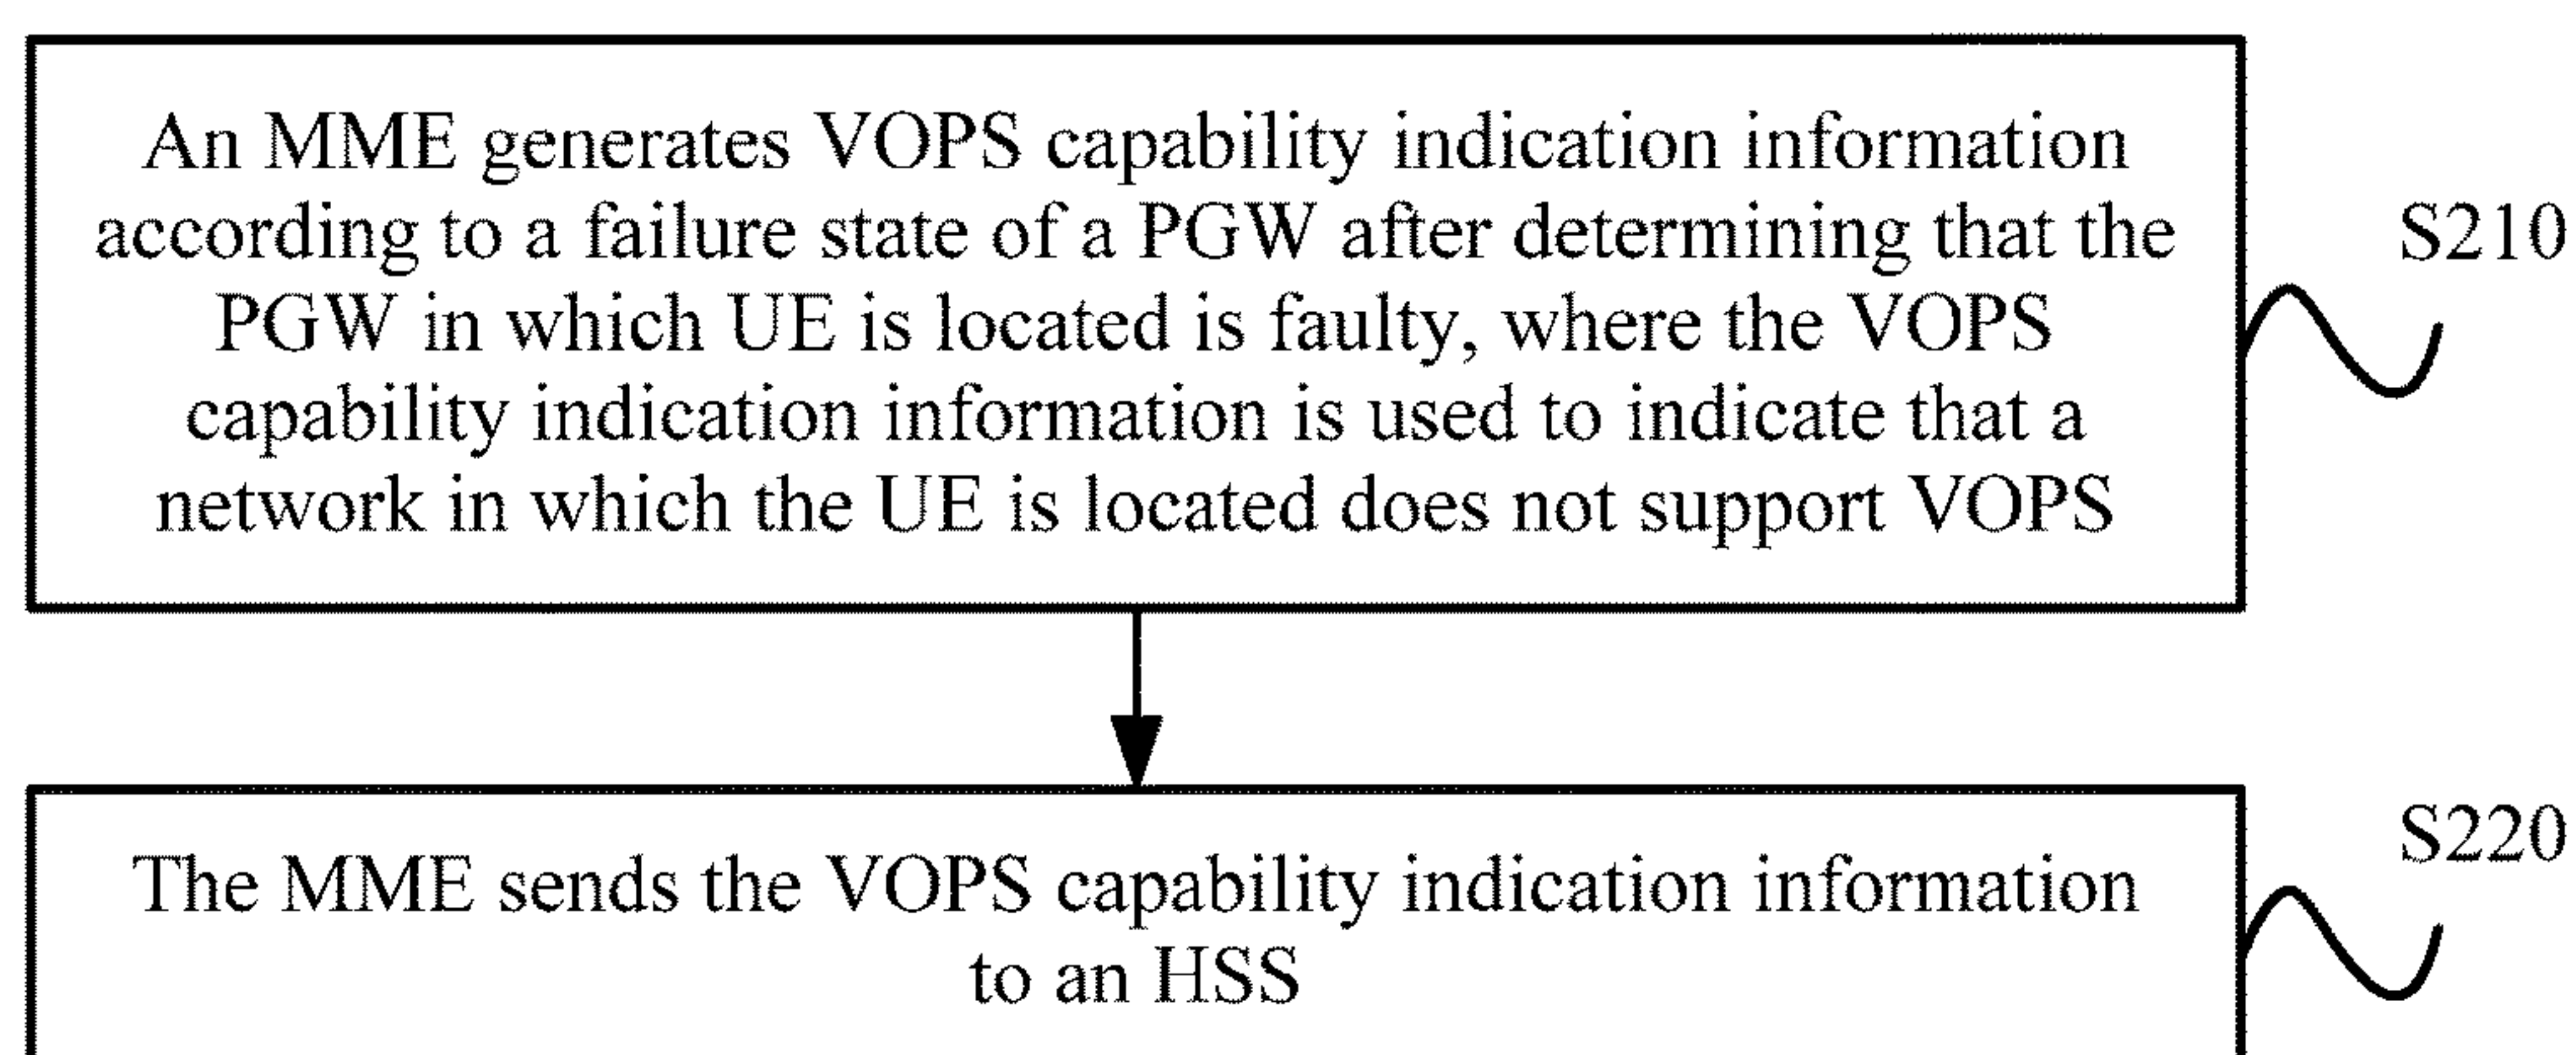 An MME generates VOPS capability indication information
according to a failure state of a PGW after determining that the
PGW in which UE is located is faulty, where the VOPS
capability indication information is used to indicate that a
network in which the UE is located does not support VOPS
S210
The MME sends the VOPS capability indication information
to an HSS
S220